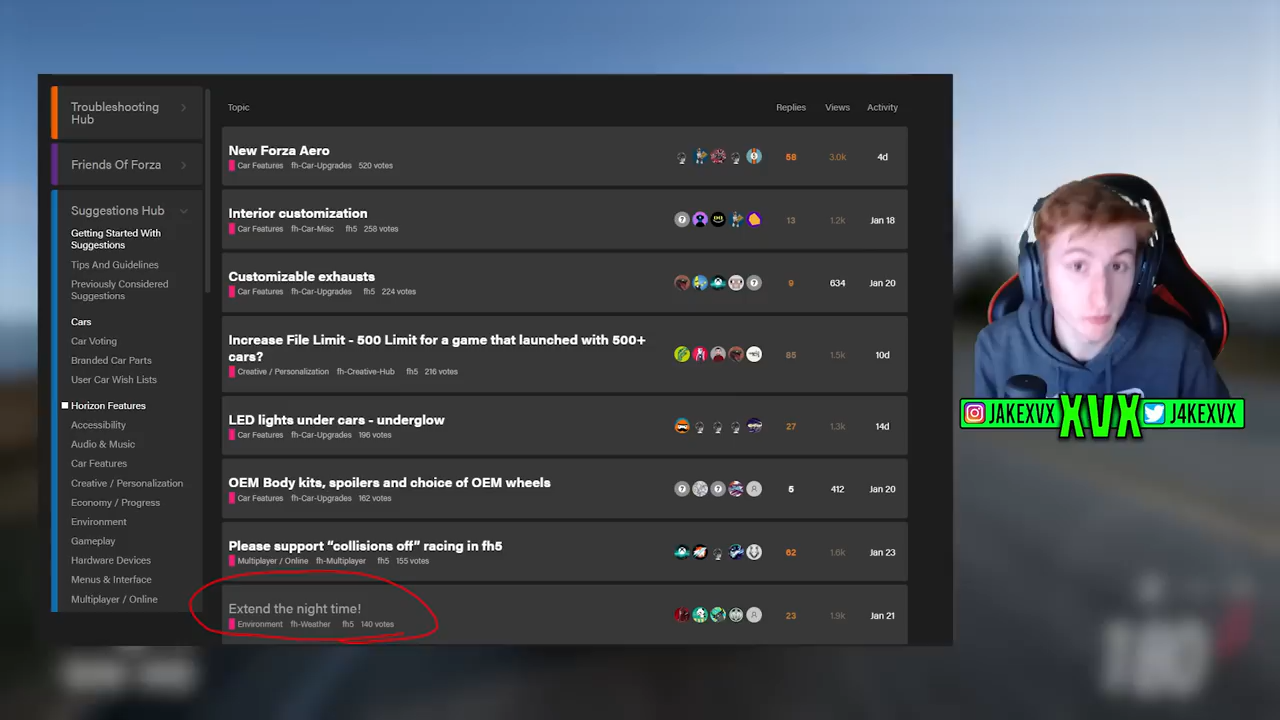 Troubleshooting
Hub
Friends Of Forza
Suggestions Hub
Getting Started With
Suggestions
Tips And Guidelines
Previously Considered
Suggestions
Cars
Car Voting
Branded Car Parts
User Car Wish Lists
Horizon Features
Accessibility
Audio & Music
Car Features
Creative / Personalization
Economy / Progress
Environment
Gameplay
Hardware Devices
Menus & Interface
Multiplayer / Online
Topic Replies Views Activity
New Forza Aero 58 3.0k 4d
Car Features fh-Car-Upgrades 520 votes
Interior customization 13 1.2k Jan 18
Car Features fh-Car-Misc fh5 258 votes
Customizable exhausts 9 634 Jan 20
Car Features fh-Car-Upgrades fh5 224 votes
Increase File Limit - 500 Limit for a game that launched with 500+
cars? 85 1.5k 10d
Creative / Personalization fh-Creative-Hub fh5 216 votes
LED lights under cars - underglow 27 1.3k 14d
Car Features fh-Car-Upgrades 196 votes
OEM Body kits, spoilers and choice of OEM wheels 5 412 Jan 20
Car Features fh-Car-Upgrades 162 votes
Please support “collisions off” racing in fh5 62 1.6k Jan 23
Multiplayer / Online fh-Multiplayer fh5 155 votes
Extend the night time! 23 1.9k Jan 21
Environment fh-Weather fh5 140 votes
JAKEXVX XVX J4KEXVX